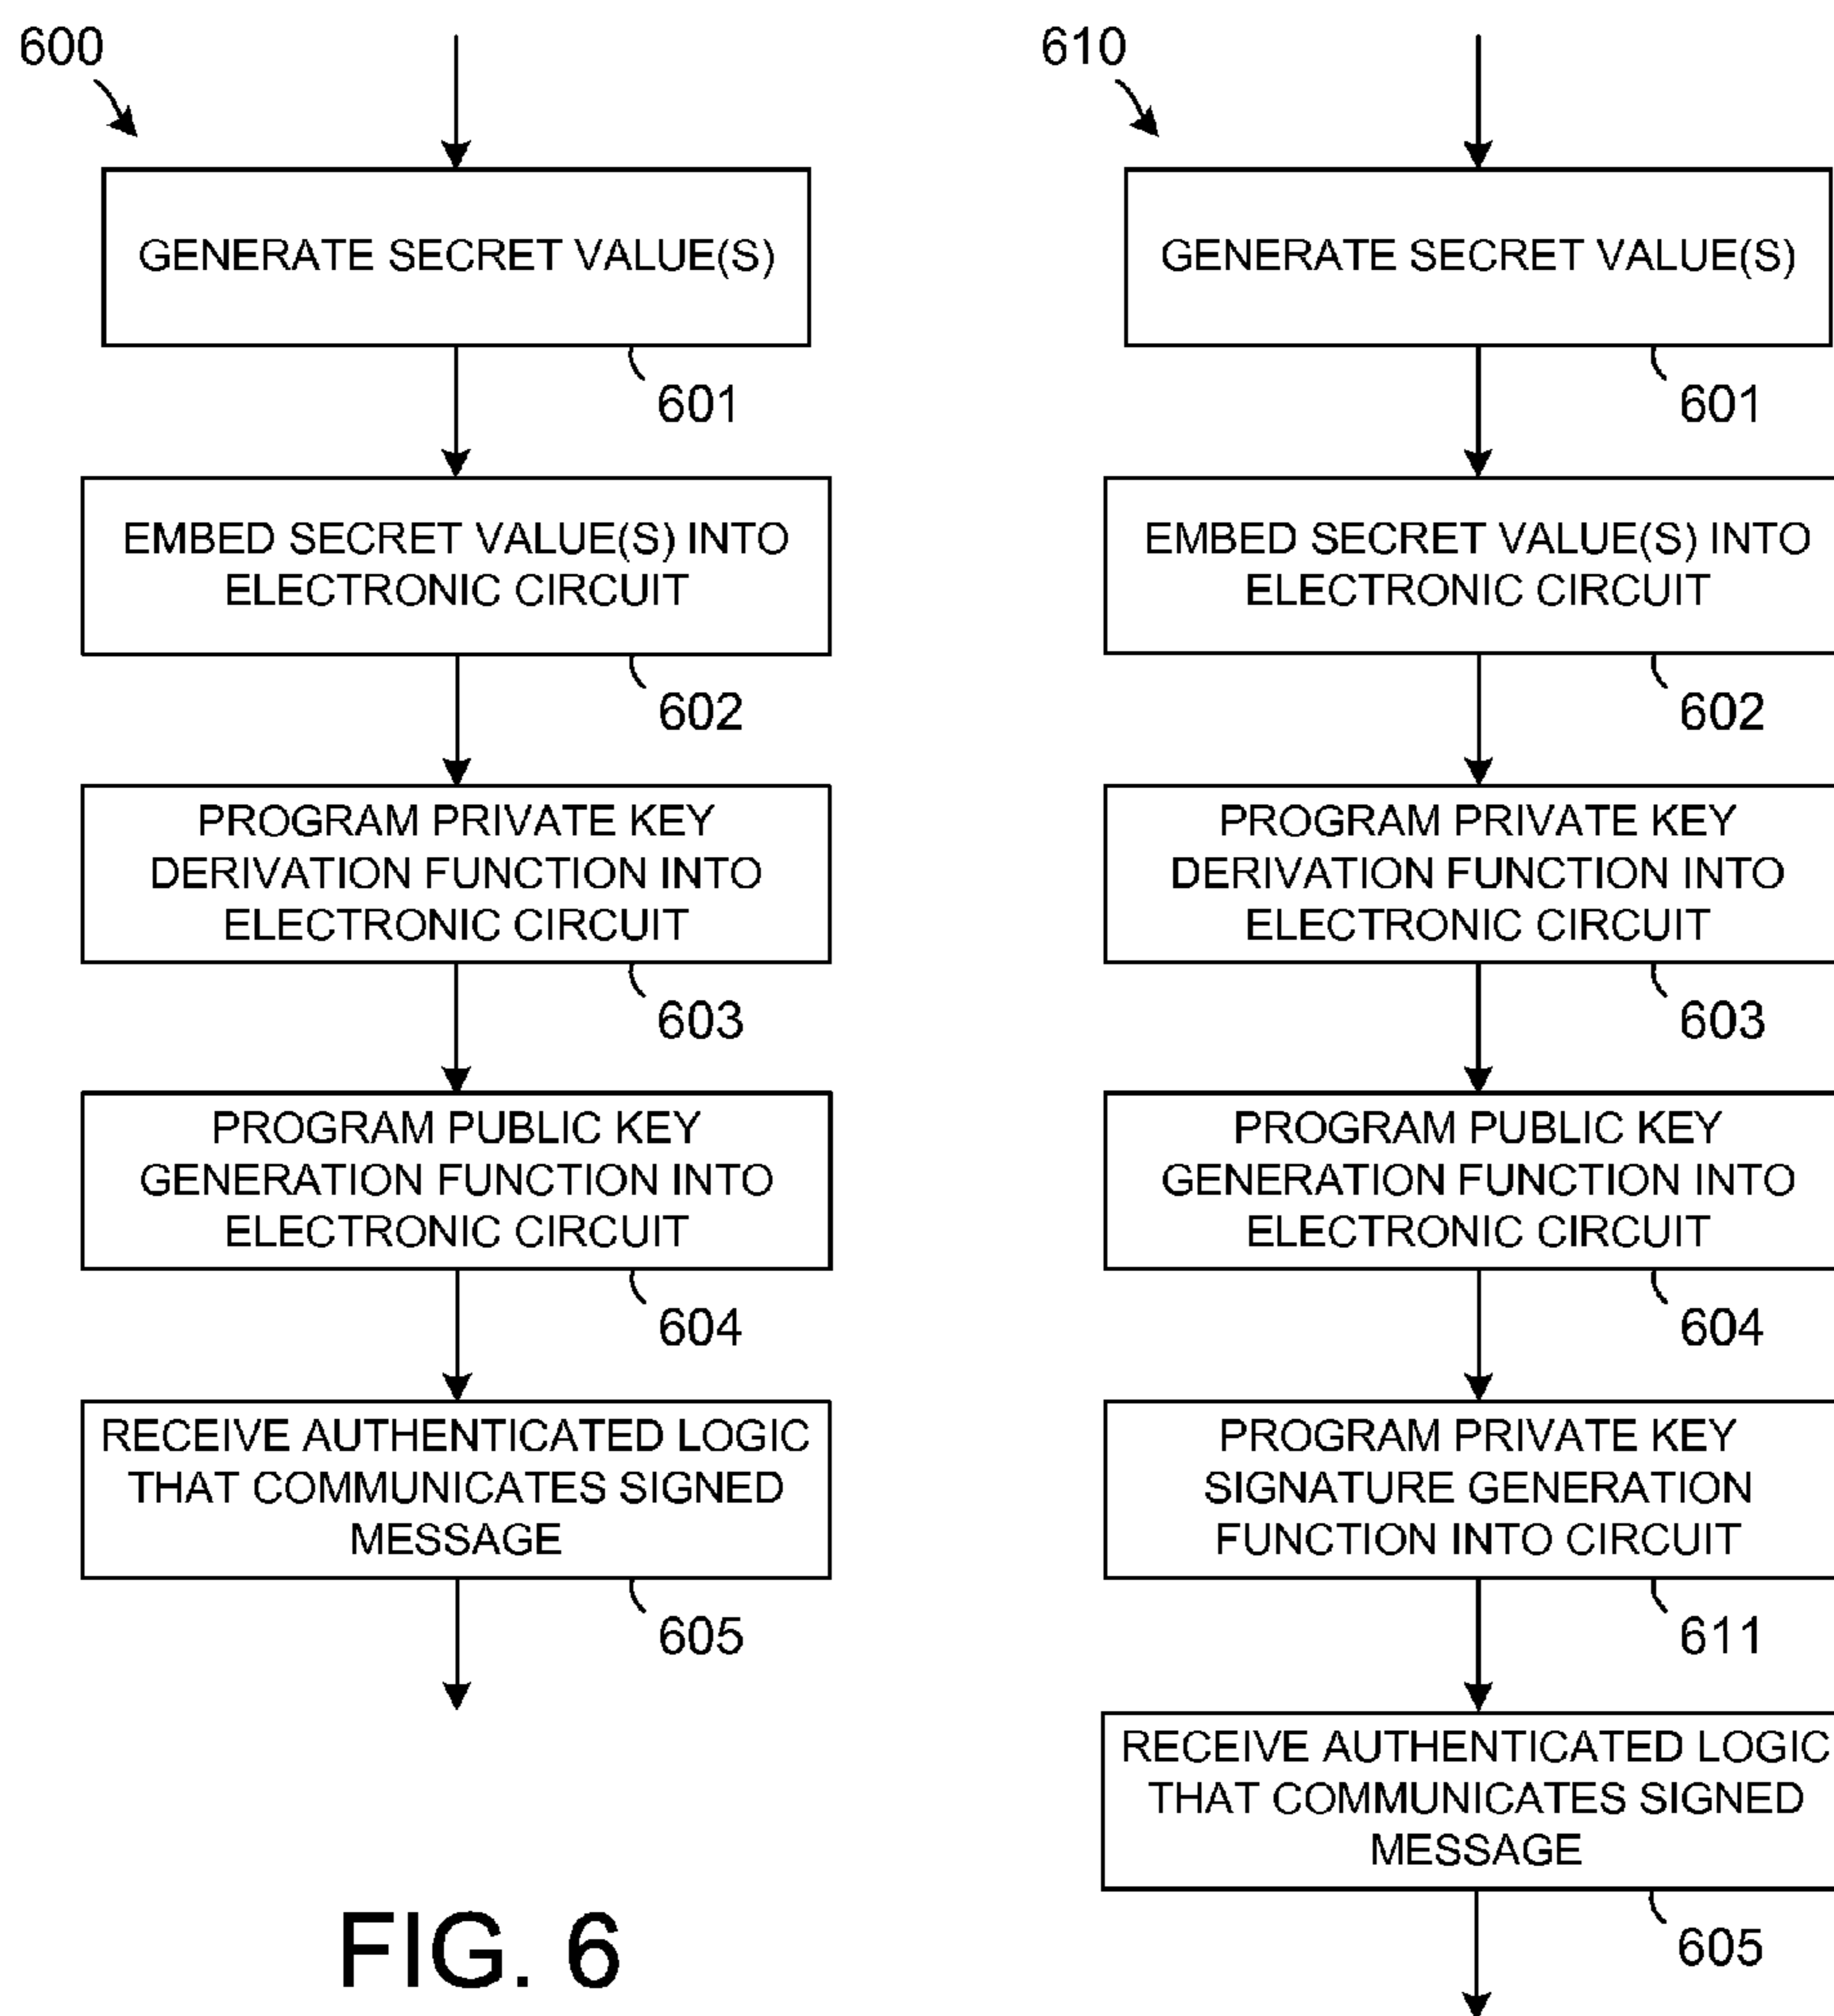 600
GENERATE SECRET VALUE(S)
601
EMBED SECRET VALUE(S) INTO
ELECTRONIC CIRCUIT
602
PROGRAM PRIVATE KEY
DERIVATION FUNCTION INTO
ELECTRONIC CIRCUIT
603
PROGRAM PUBLIC KEY
GENERATION FUNCTION INTO
ELECTRONIC CIRCUIT
604
RECEIVE AUTHENTICATED LOGIC
THAT COMMUNICATES SIGNED
MESSAGE
605
FIG. 6
610
GENERATE SECRET VALUE(S)
601
EMBED SECRET VALUE(S) INTO
ELECTRONIC CIRCUIT
602
PROGRAM PRIVATE KEY
DERIVATION FUNCTION INTO
ELECTRONIC CIRCUIT
603
PROGRAM PUBLIC KEY
GENERATION FUNCTION INTO
ELECTRONIC CIRCUIT
604
PROGRAM PRIVATE KEY
SIGNATURE GENERATION
FUNCTION INTO CIRCUIT
611
RECEIVE AUTHENTICATED LOGIC
THAT COMMUNICATES SIGNED
MESSAGE
605